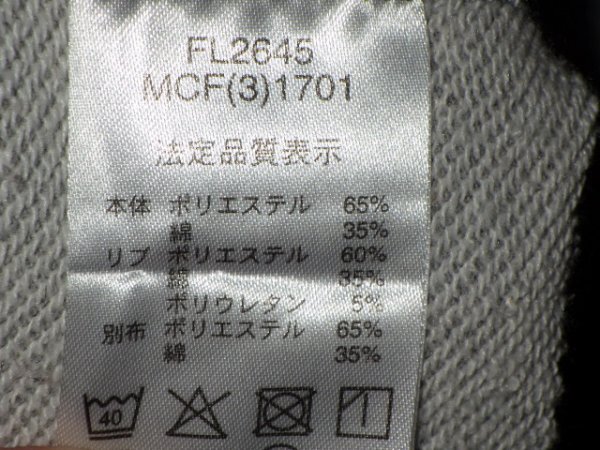 FL2645
MCF(3)1701
法定品質表示
本体 ポリエステル 65%
綿 35%
リブ ポリエステル 60%
綿 35%
ポリウレタン 5%
別布 ポリエステル 65%
綿 35%
40